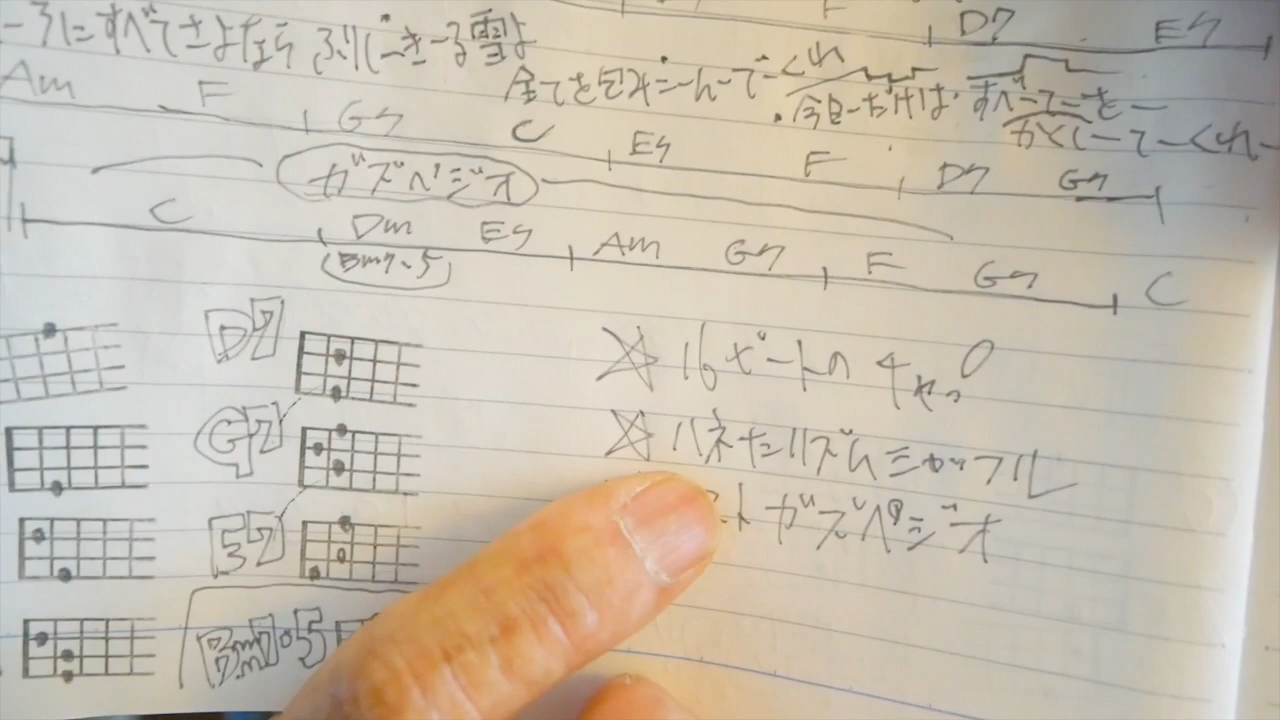 F D7 E7
ーろにすべてさよなら ふりしーきーる雪よ
全てを包みこーんーでーくれ
今日ーだけは すべーてーをー
かくしーてーくれー
Am F G7 C E7 F D7 G7
ガズペジオ
C Dm E7 Am G7 F G7 C
(Bm7-5)
D7
☆16ビートの4
G7
☆ハネたリズム=シャッフル
E7
スト ガズペジオ
Bm7-5